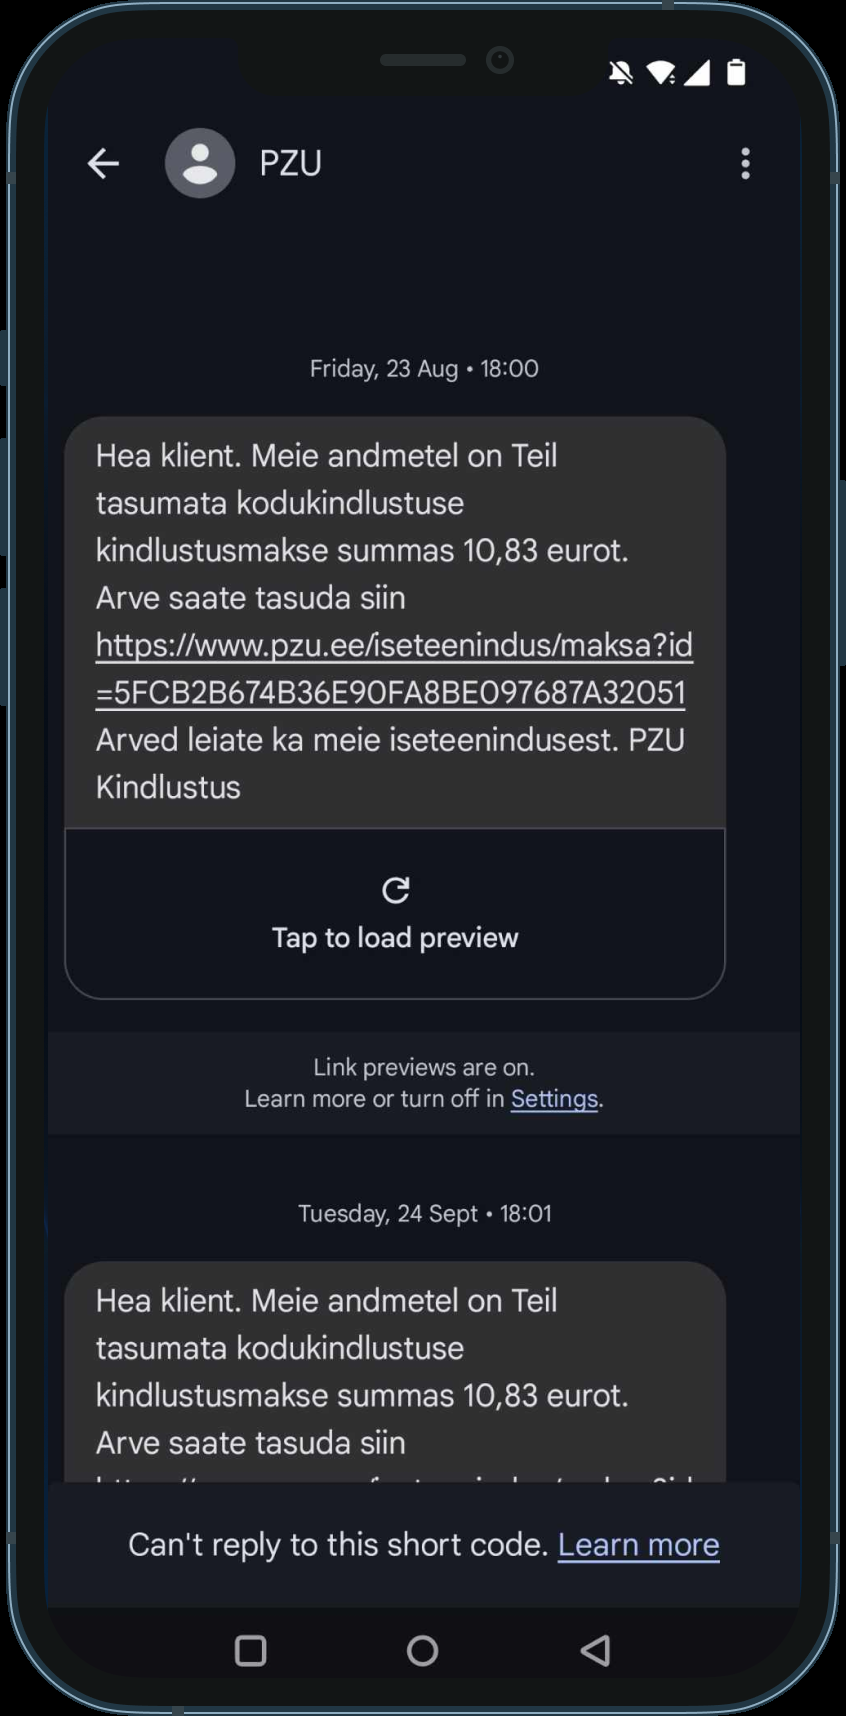 PZU
Friday, 23 Aug • 18:00
Hea klient. Meie andmetel on Teil
tasumata kodukindlustuse
kindlustusmakse summas 10,83 eurot.
Arve saate tasuda siin
https://www.pzu.ee/iseteenindus/maksa?id
=5FCB2B674B36E90FA8BE097687A32051
Arved leiate ka meie iseteenindusest. PZU
Kindlustus
Tap to load preview
Link previews are on.
Learn more or turn off in Settings.
Tuesday, 24 Sept • 18:01
Hea klient. Meie andmetel on Teil
tasumata kodukindlustuse
kindlustusmakse summas 10,83 eurot.
Arve saate tasuda siin
Can't reply to this short code. Learn more